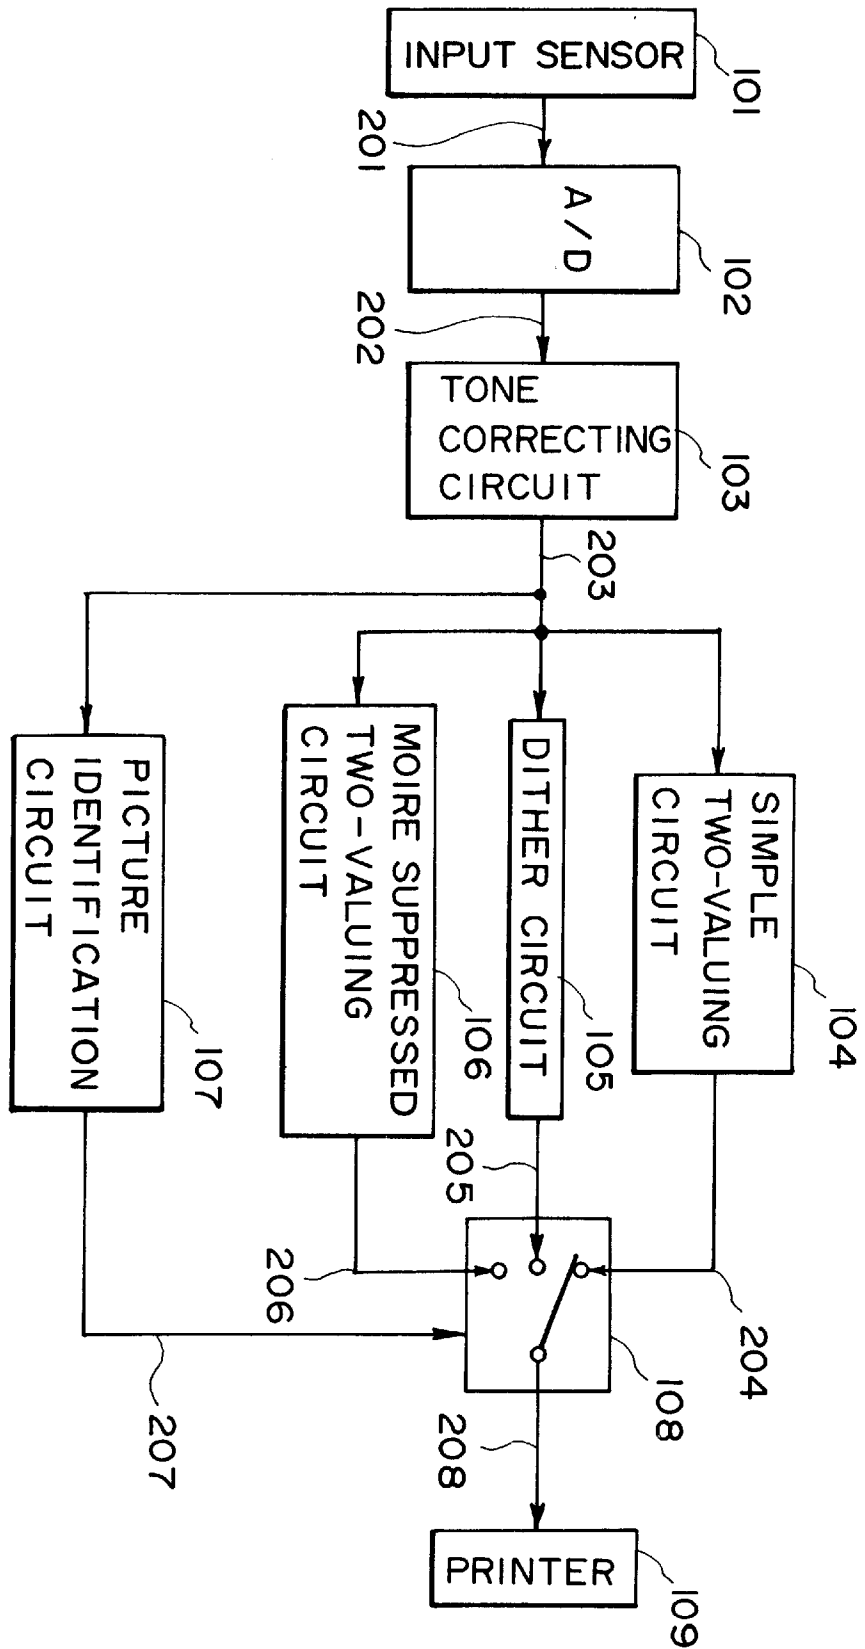 INPUT SENSOR
101
201
A/D
102
202
TONE
CORRECTING
CIRCUIT
103
203
SIMPLE
TWO-VALUING
CIRCUIT
104
DITHER CIRCUIT
105
MOIRE SUPPRESSED
TWO-VALUING
CIRCUIT
106
PICTURE
IDENTIFICATION
CIRCUIT
107
204
205
206
207
108
208
PRINTER
109